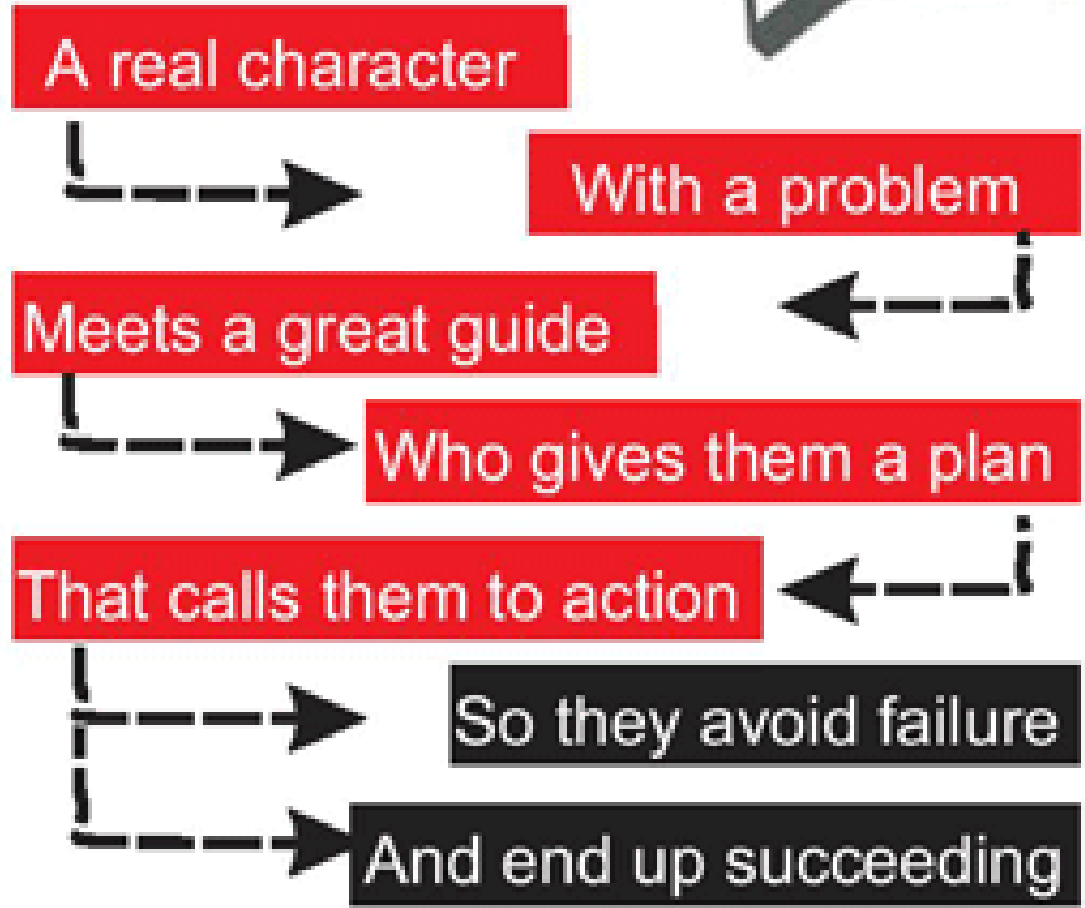 A real character
With a problem
Meets a great guide
Who gives them a plan
That calls them to action
So they avoid failure
And end up succeeding